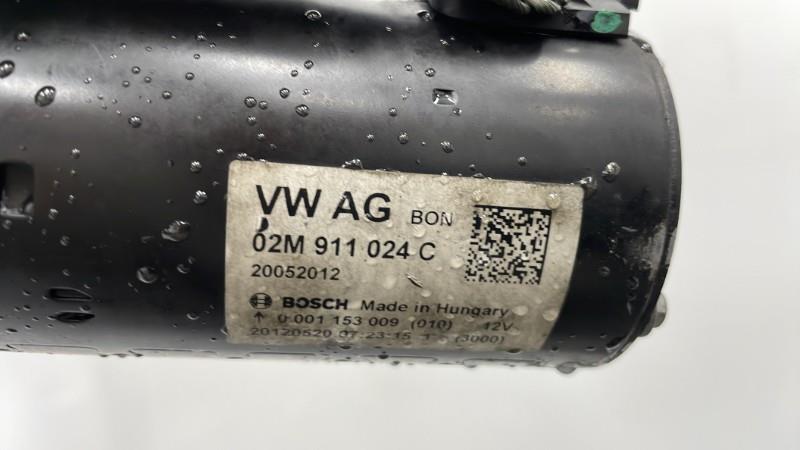 VW AG BON
02M 911 024 C
20052012
BOSCH Made in Hungary
↑ 0 001 153 009 (010) 12V
20120520 07:23:15 (3000)